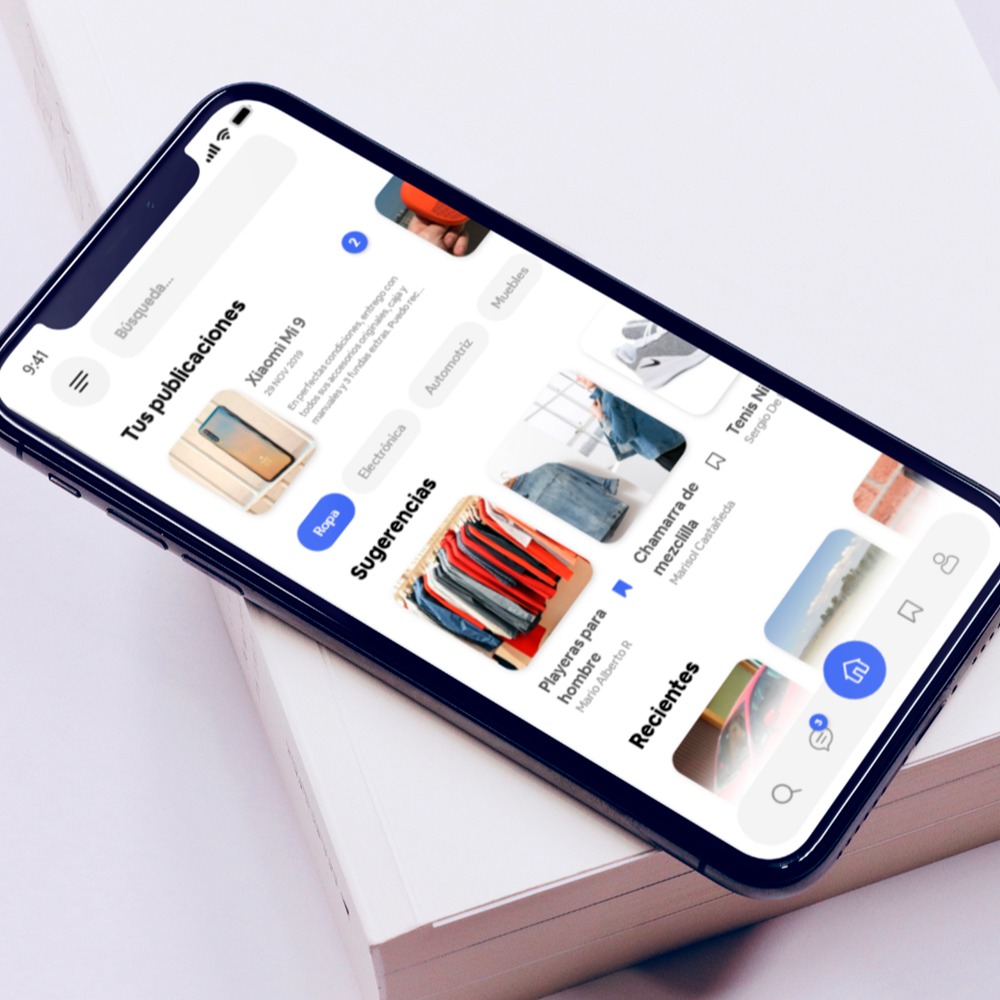 9:41
Búsqueda...
Tus publicaciones
2
Xiaomi Mi 9
29 NOV 2019
En perfectas condiciones, entrego con
todos sus accesorios originales, caja y
manuales y 3 fundas extras. Puedo rec...
Ropa
Electrónica
Automotriz
Muebles
Sugerencias
Playeras para
hombre
Mario Alberto R
Chamarra de
mezclilla
Marisol Castañeda
Tenis Ni
Sergio De
Recientes
3